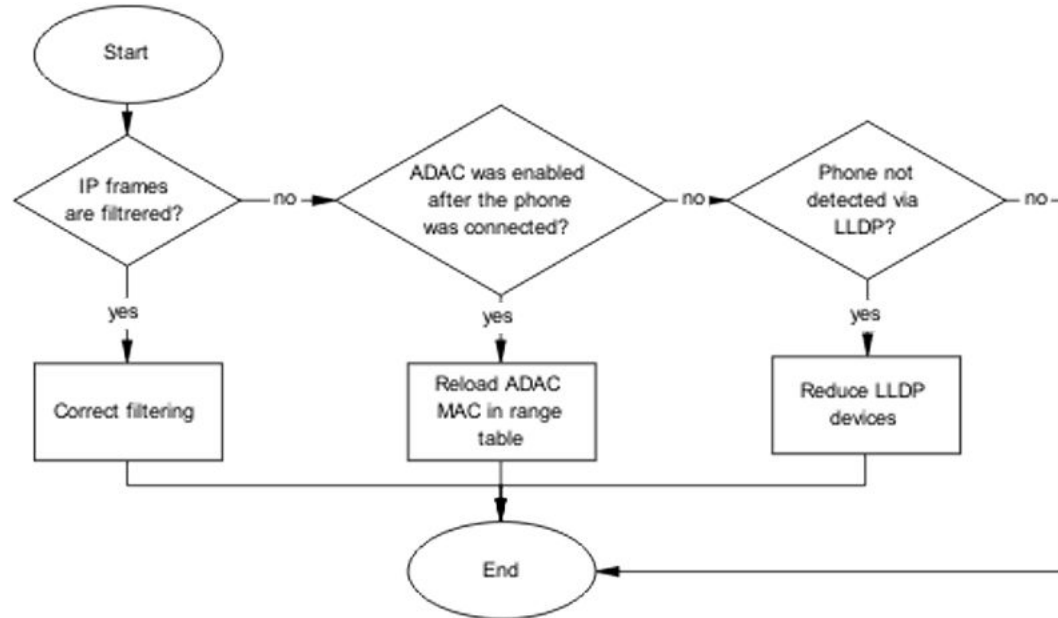 Start
IP frames
are filtrered?
no
ADAC was enabled
after the phone
was connected?
no
Phone not
detected via
LLDP?
no
yes
yes
yes
Correct filtering
Reload ADAC
MAC in range
table
Reduce LLDP
devices
End